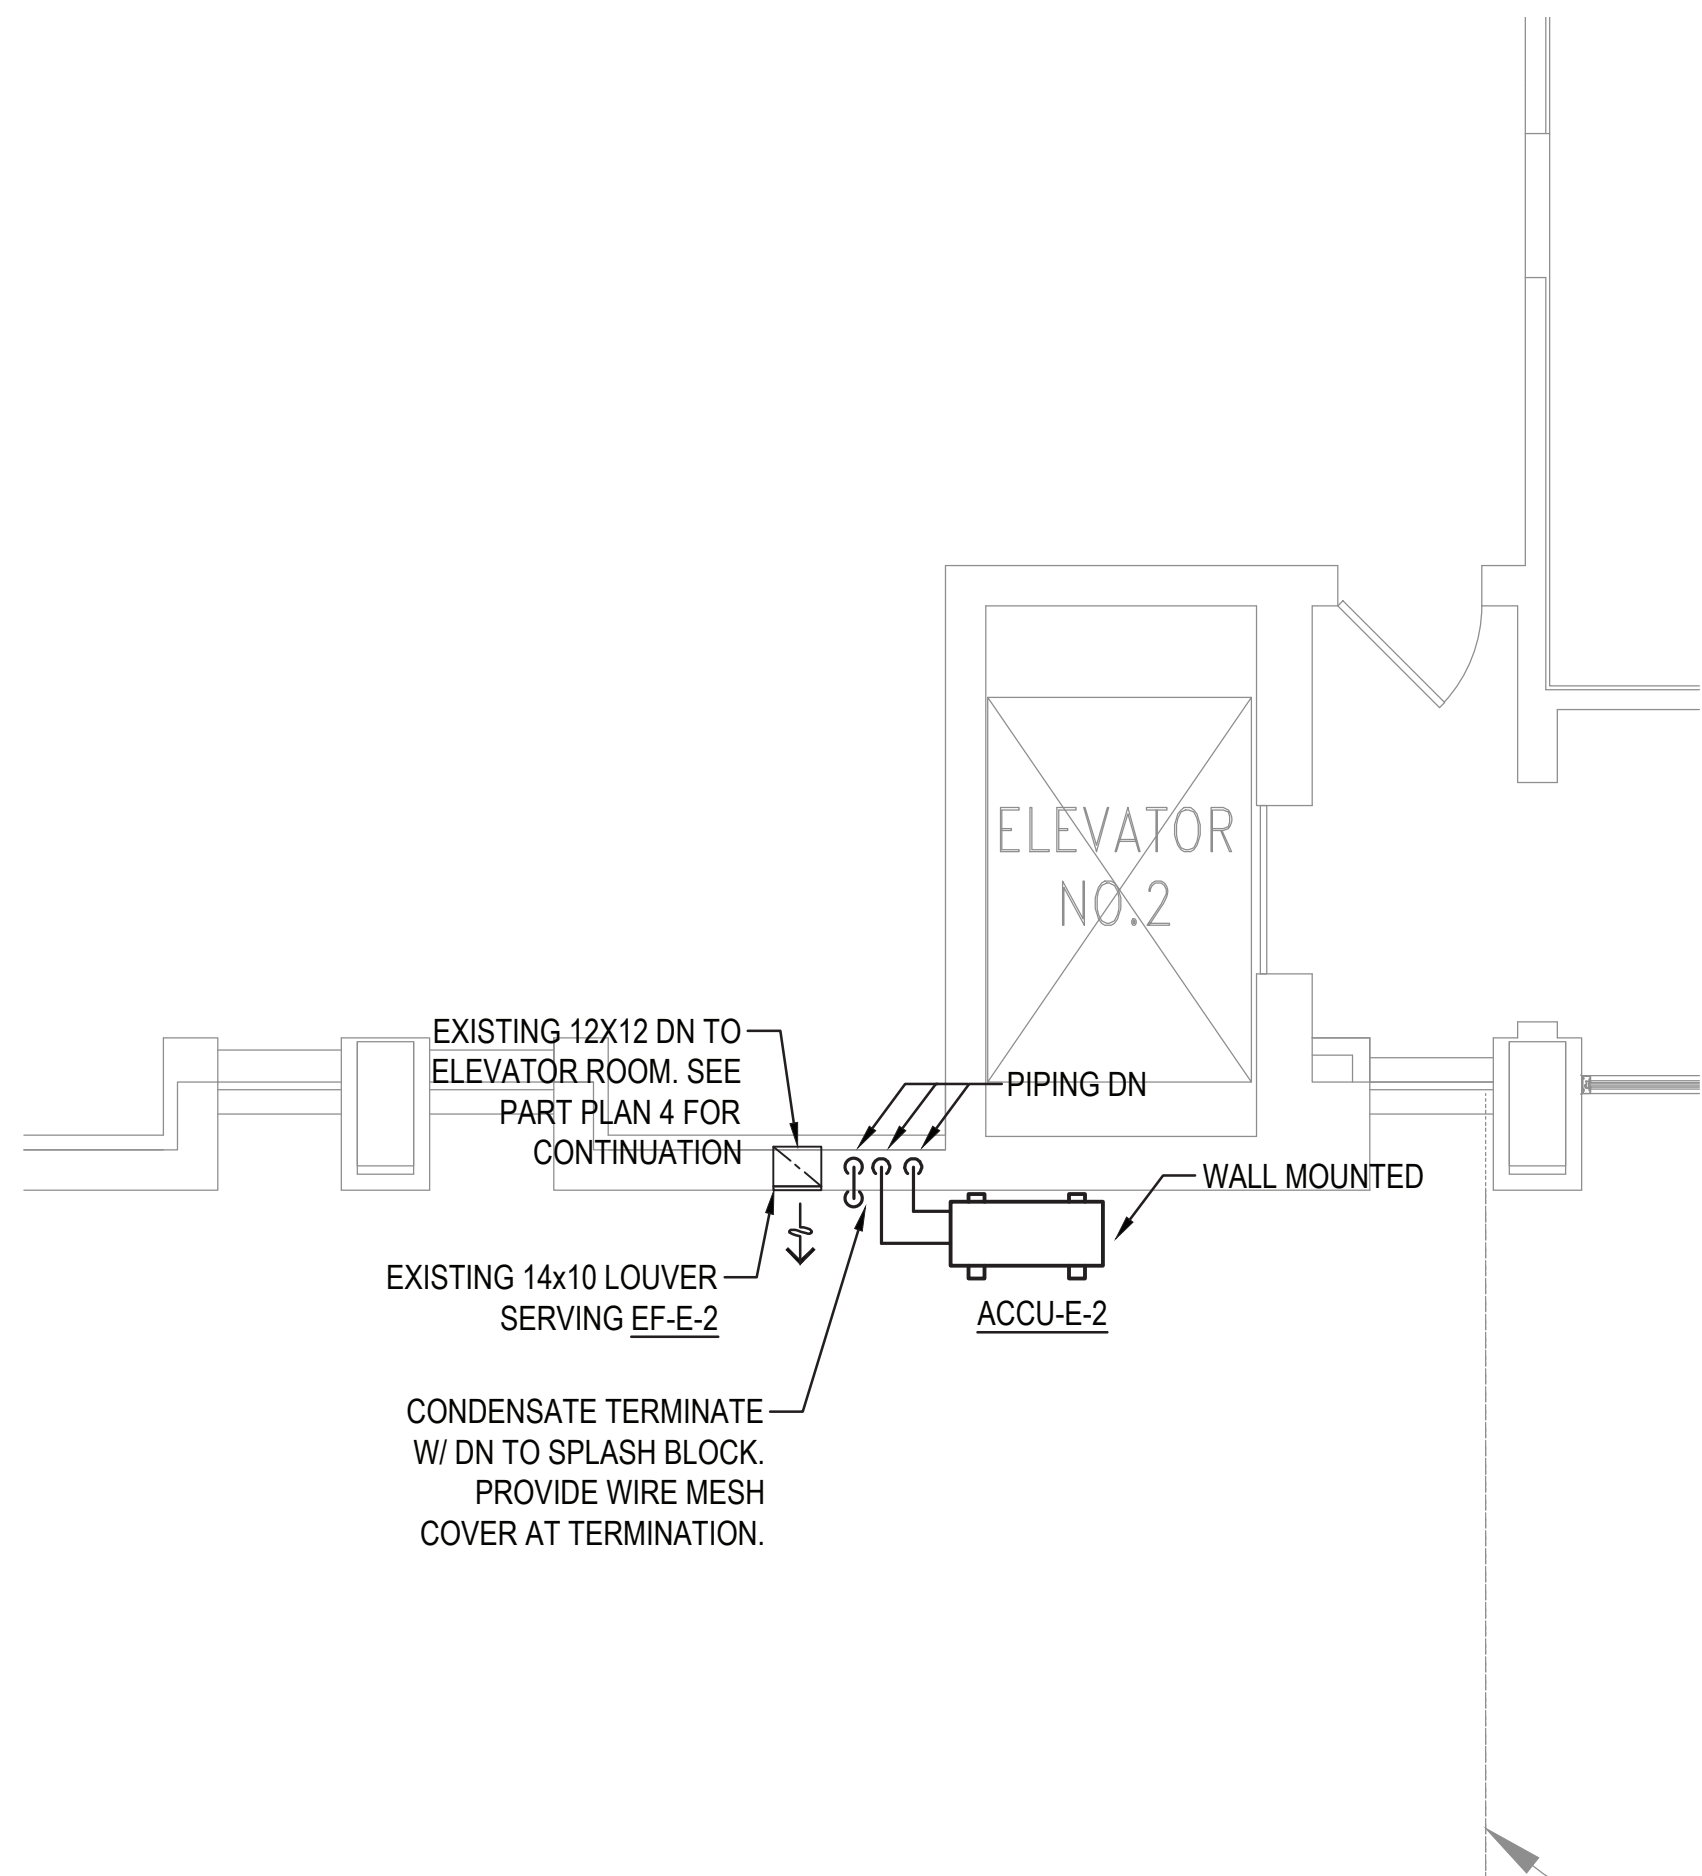 ELEVATOR
NO.2
EXISTING 12X12 DN TO
ELEVATOR ROOM. SEE
PART PLAN 4 FOR
CONTINUATION
PIPING DN
WALL MOUNTED
EXISTING 14x10 LOUVER
SERVING EF-E-2
ACCU-E-2
CONDENSATE TERMINATE
W/ DN TO SPLASH BLOCK.
PROVIDE WIRE MESH
COVER AT TERMINATION.